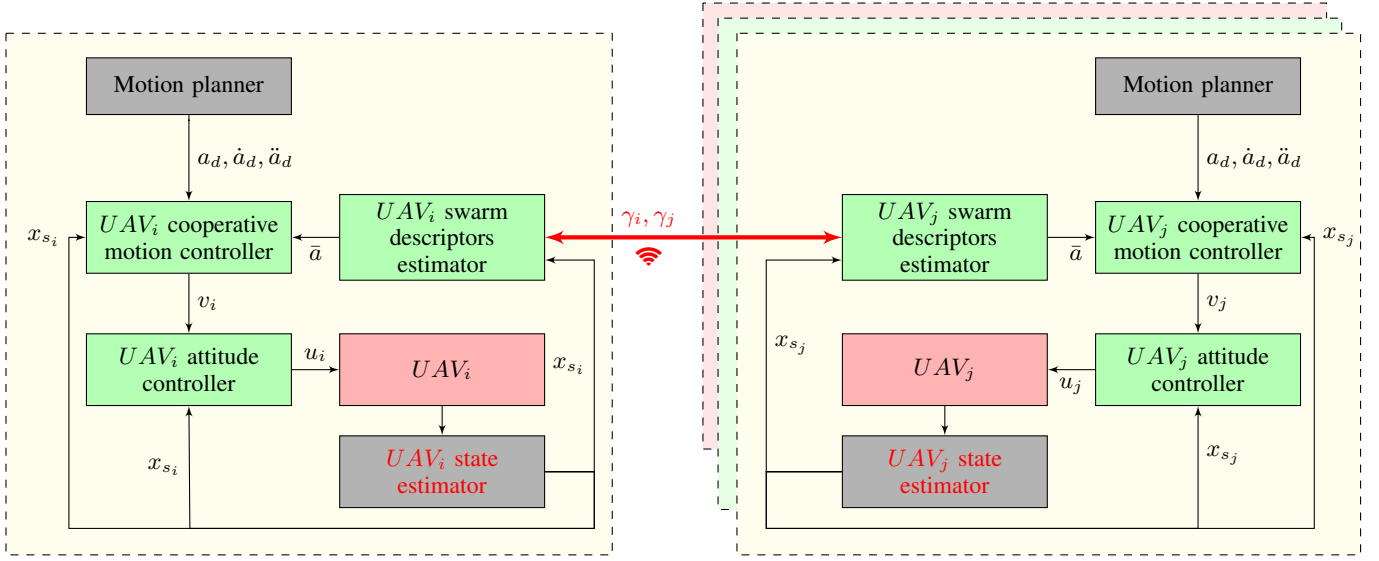 Motion planner
a_d, ȧ_d, ä_d
UAV_i cooperative
motion controller
x_{s_i}
ā
UAV_i swarm
descriptors
estimator
v_i
UAV_i attitude
controller
u_i
UAV_i
x_{s_i}
x_{s_i}
UAV_i state
estimator
γ_i, γ_j
Motion planner
a_d, ȧ_d, ä_d
UAV_j swarm
descriptors
estimator
ā
UAV_j cooperative
motion controller
x_{s_j}
v_j
x_{s_j}
UAV_j
u_j
UAV_j attitude
controller
UAV_j state
estimator
x_{s_j}